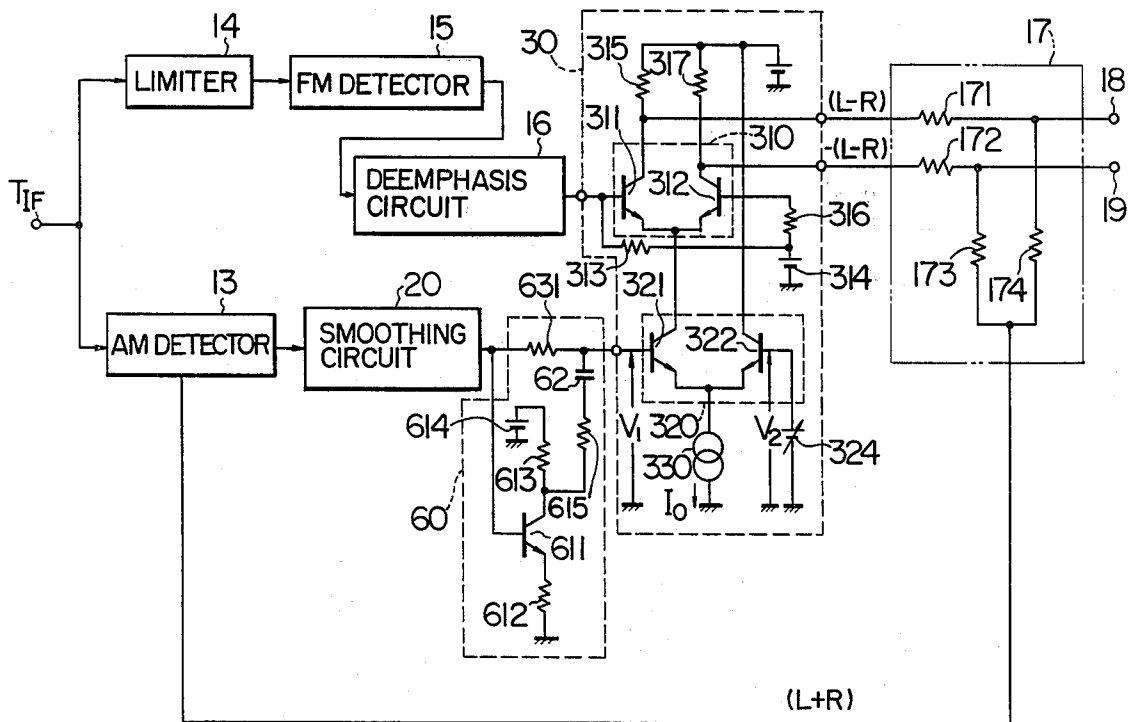 14
15
30
315
317
17
LIMITER
FM DETECTOR
(L-R)
171
18
311
310
172
16
-(L-R)
DEEMPHASIS
CIRCUIT
312
19
TIF
316
313
314
173
174
13
20
631
321
AM DETECTOR
SMOOTHING
CIRCUIT
322
62
614
V1
320
V2
324
613
330
60
615
I0
611
612
(L+R)